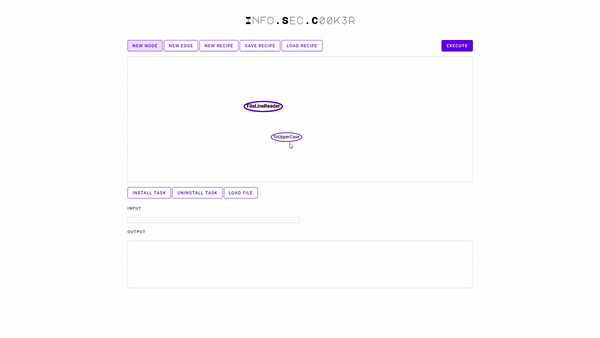 INFO.SEC.C00K3R
NEW NODE NEW EDGE NEW RECIPE SAVE RECIPE LOAD RECIPE EXECUTE
FileLineReader
ToUpperCase
INSTALL TASK UNINSTALL TASK LOAD FILE
INPUT
OUTPUT